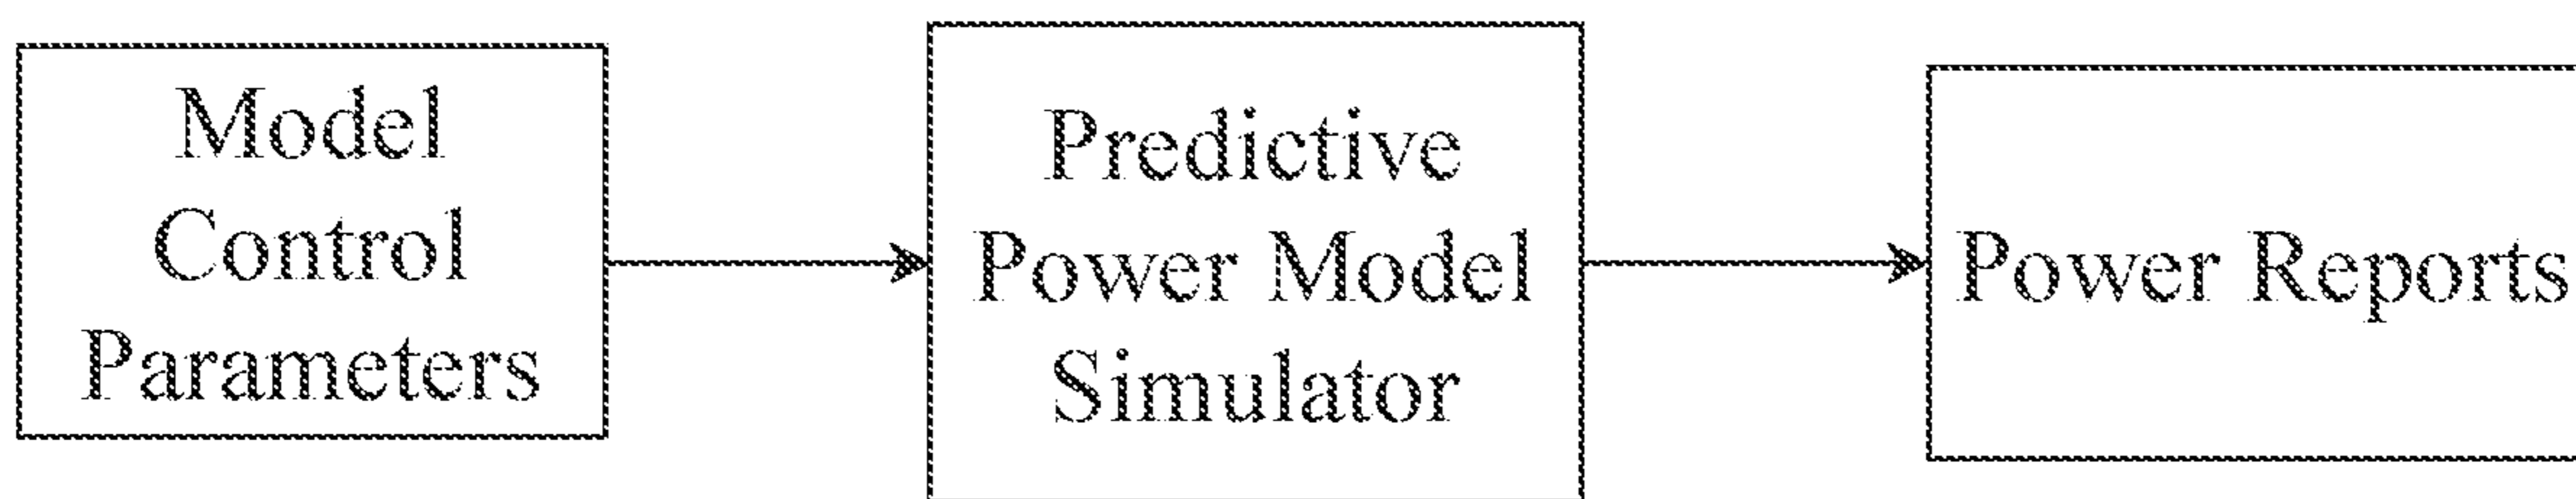 Model
Control
Parameters
Predictive
Power Model
Simulator
Power Reports